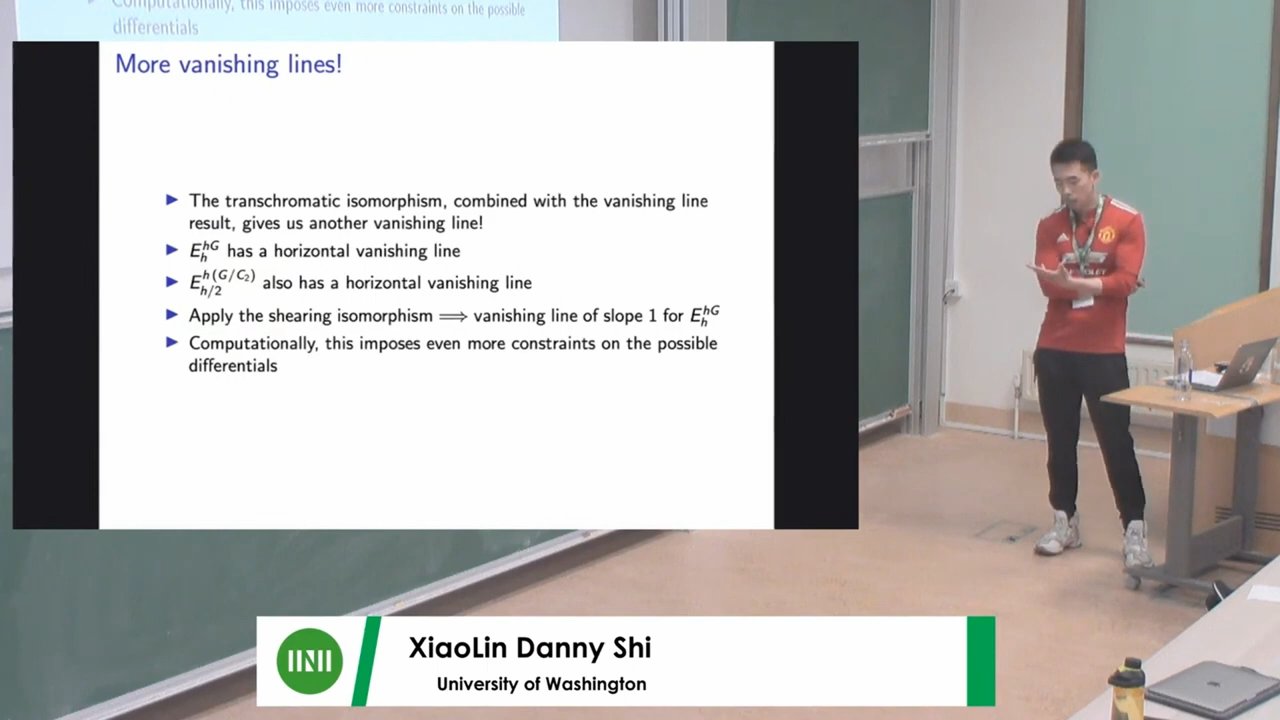 Computationally, this imposes even more constraints on the possible
differentials
More vanishing lines!
The transchromatic isomorphism, combined with the vanishing line
result, gives us another vanishing line!
E_h^{hG} has a horizontal vanishing line
E_{h/2}^{h(G/C_2)} also has a horizontal vanishing line
Apply the shearing isomorphism ⟹ vanishing line of slope 1 for E_h^{hG}
Computationally, this imposes even more constraints on the possible
differentials
XiaoLin Danny Shi
University of Washington